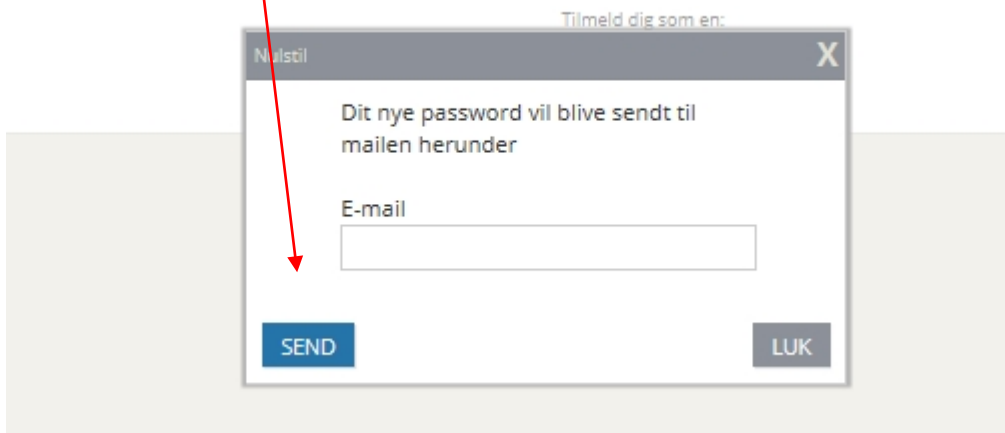 Tilmeld dig som en:
Nulstil
X
Dit nye password vil blive sendt til
mailen herunder
E-mail
SEND
LUK